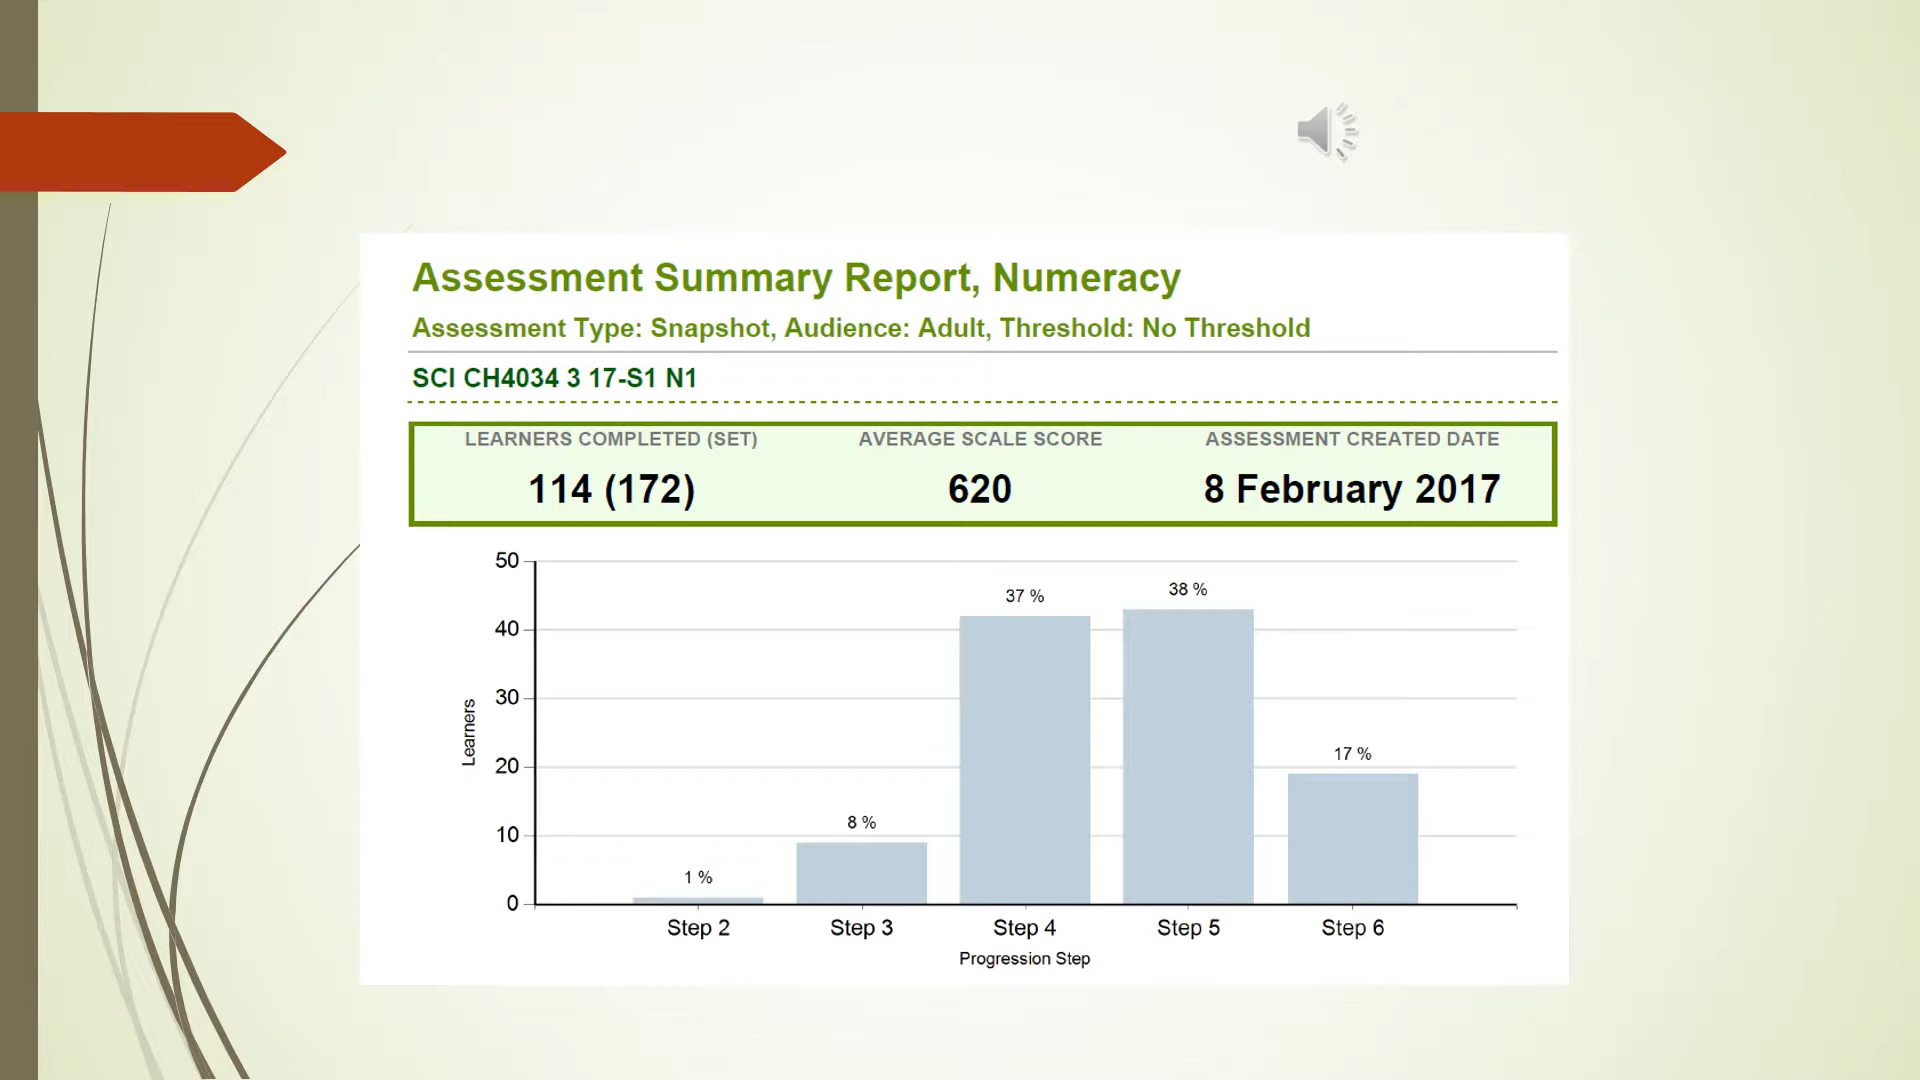 Assessment Summary Report, Numeracy
Assessment Type: Snapshot, Audience: Adult, Threshold: No Threshold
SCI CH4034 3 17-S1 N1
LEARNERS COMPLETED (SET) AVERAGE SCALE SCORE ASSESSMENT CREATED DATE
114 (172) 620 8 February 2017
50
40
30
20
10
0
Learners
1 %
8 %
37 %
38 %
17 %
Step 2 Step 3 Step 4 Step 5 Step 6
Progression Step